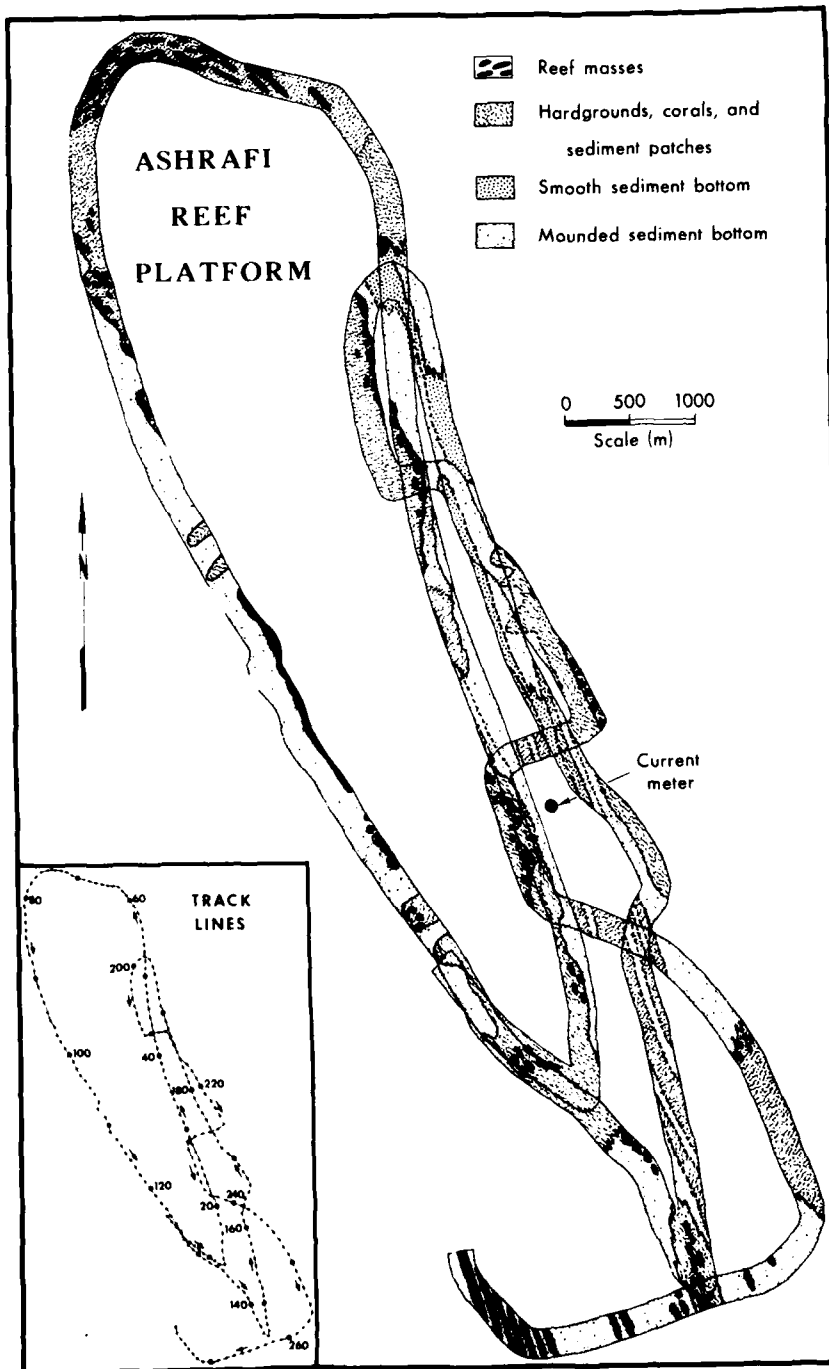 ASHRAFI
REEF
PLATFORM
Reef masses
Hardgrounds, corals, and
sediment patches
Smooth sediment bottom
Mounded sediment bottom
0 500 1000
Scale (m)
N
Current
meter
TRACK
LINES
80
60
200
100
40
180
220
120
20
240
160
140
260